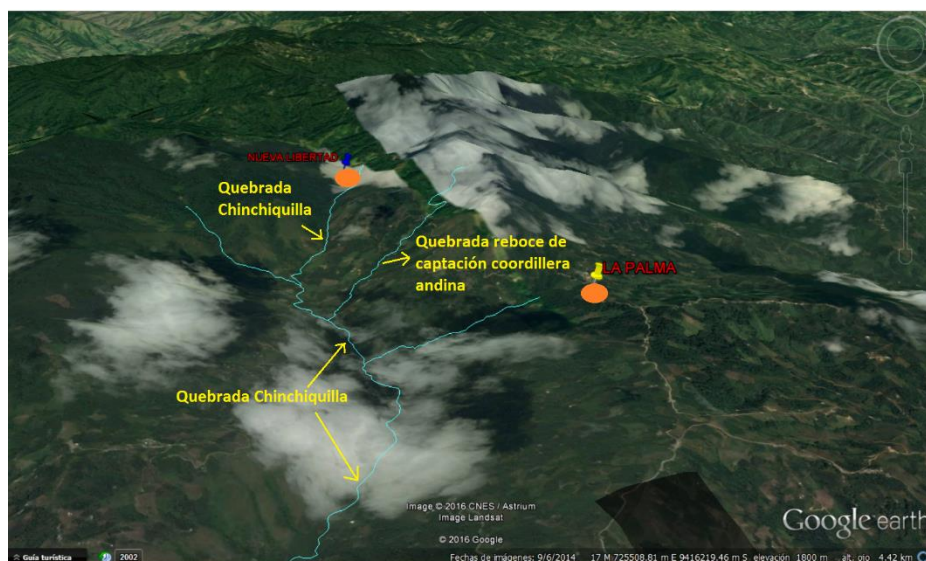 NUEVA LIBERTAD
Quebrada
Chinchiquilla
Quebrada reboce de
captación coordillera
andina
LA PALMA
Quebrada Chinchiquilla
Image © 2016 CNES / Astrium
Image Landsat
© 2016 Google
Google earth
Guía turística
2002
Fechas de imágenes: 9/6/2014 17 M 725508.81 m E 9416219.46 m S elevación 1800 m alt. ojo 4.42 km